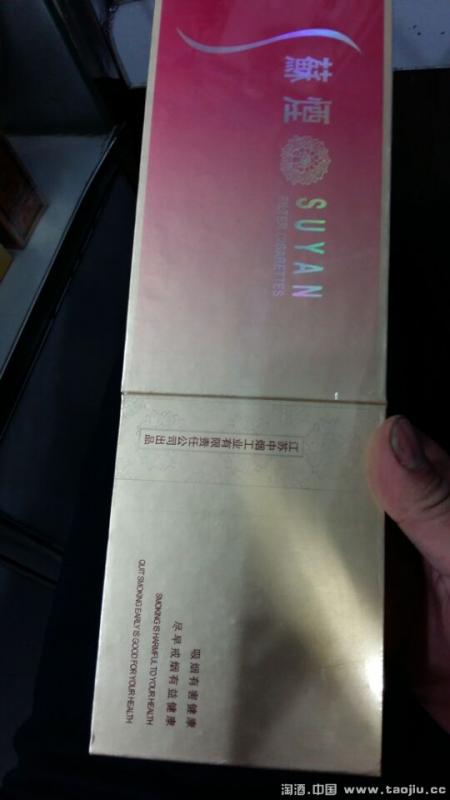 蘇煙
SUYAN
FILTER CIGARETTES
江苏中烟工业有限责任公司出品
吸烟有害健康
尽早戒烟有益健康
SMOKING IS HARMFUL TO YOUR HEALTH
QUIT SMOKING EARLY IS GOOD FOR YOUR HEALTH
淘酒.中国 www.taojiu.cc